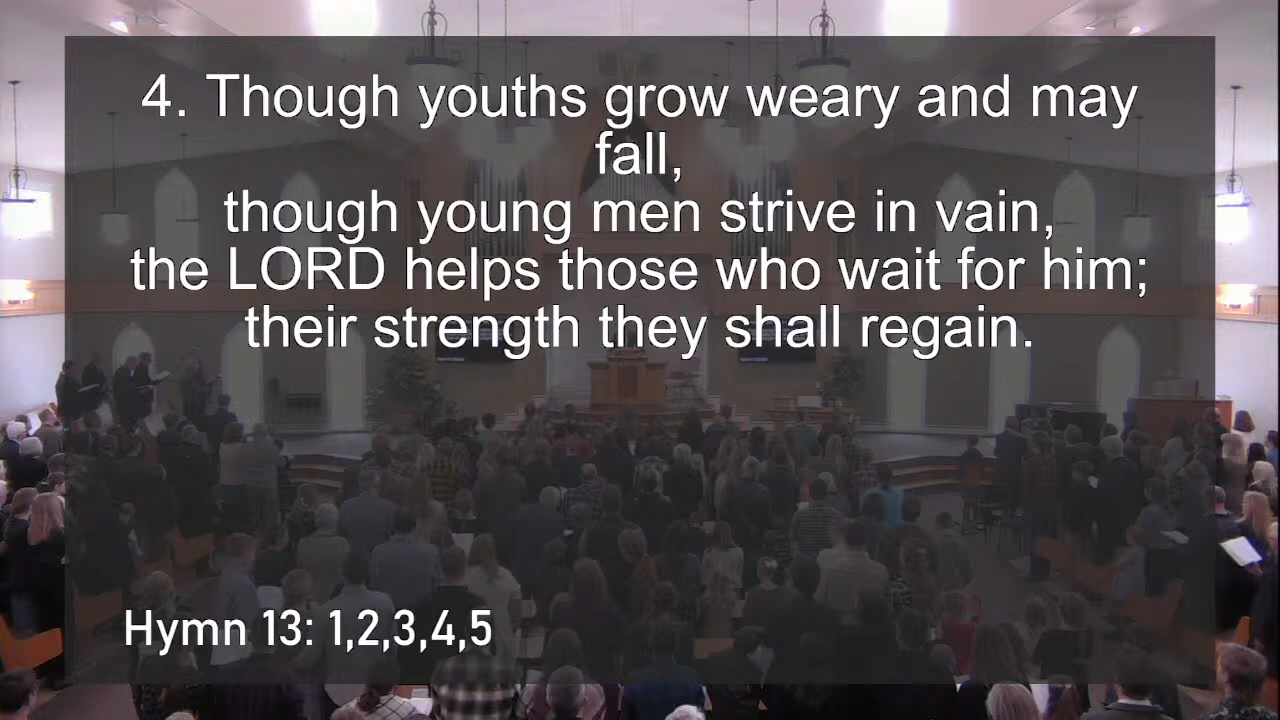 4. Though youths grow weary and may
fall,
though young men strive in vain,
the LORD helps those who wait for him;
their strength they shall regain.
Hymn 13: 1,2,3,4,5